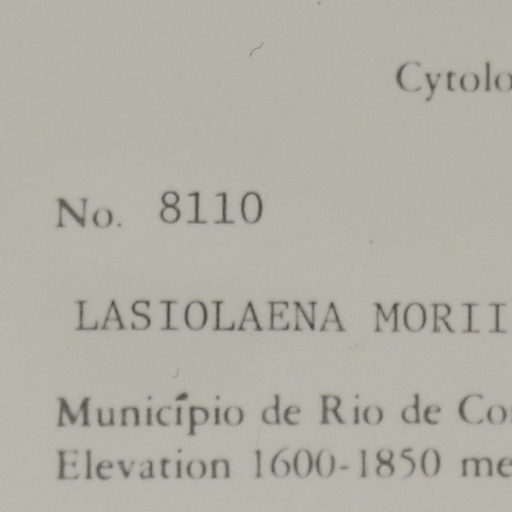 Cytolo
No. 8110
LASIOLAENA MORII
Município de Rio de Co
Elevation 1600-1850 me